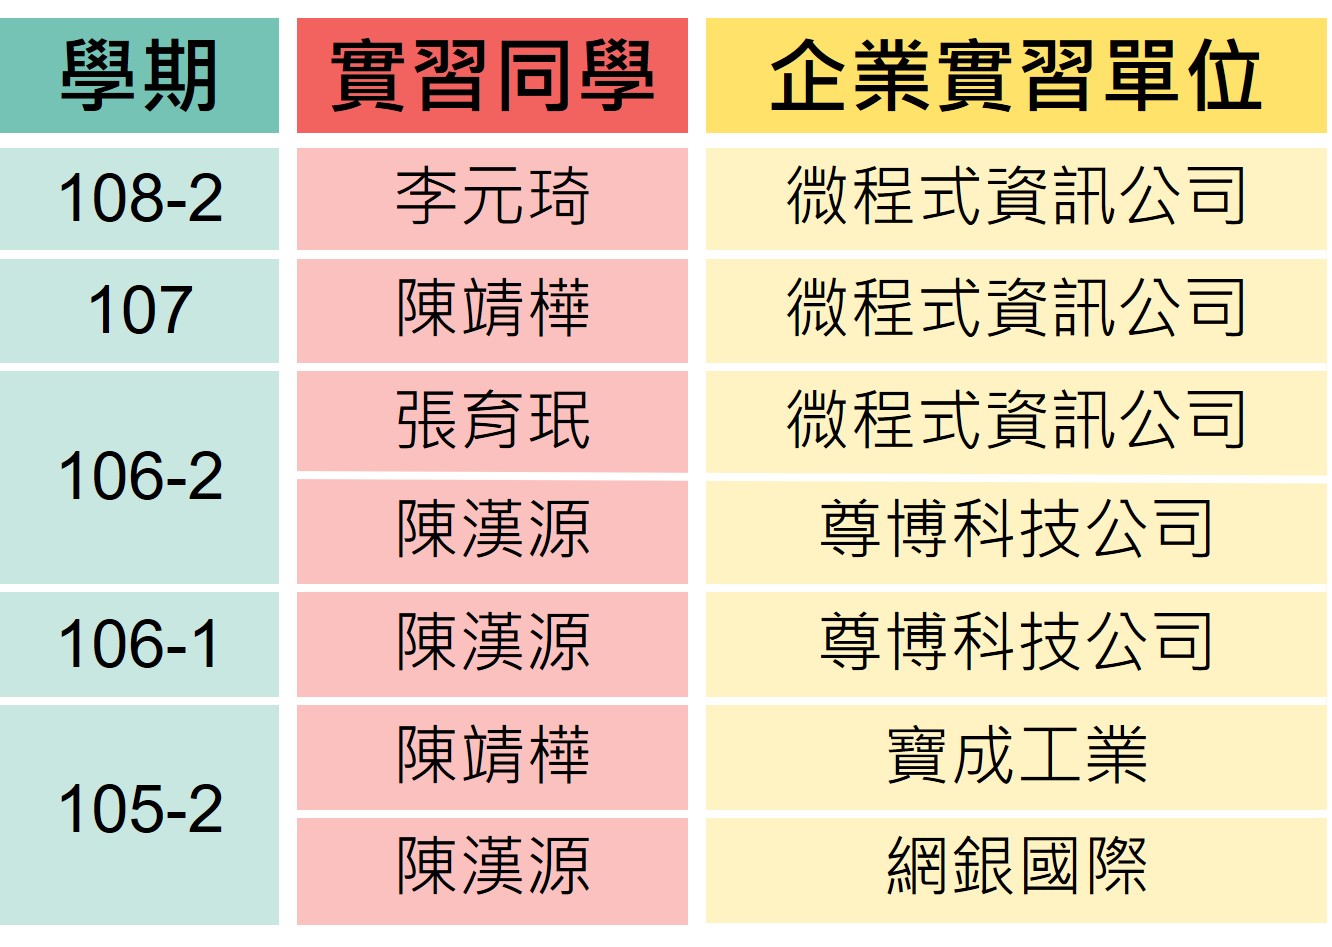 學期 實習同學 企業實習單位
108-2 李元琦 微程式資訊公司
107 陳靖樺 微程式資訊公司
106-2 張育珉 微程式資訊公司
陳漢源 尊博科技公司
106-1 陳漢源 尊博科技公司
105-2 陳靖樺 寶成工業
陳漢源 網銀國際